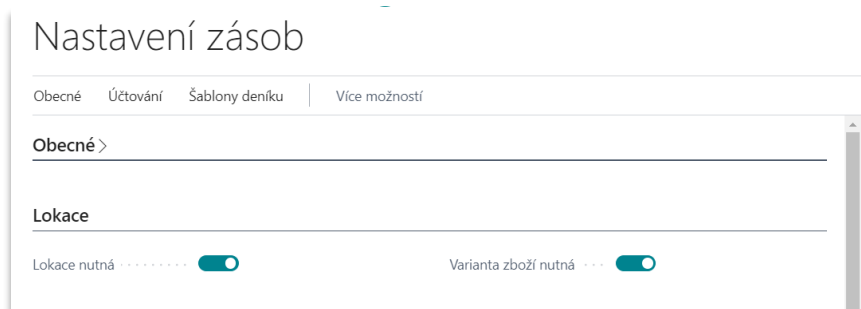 Nastavení zásob
Obecné Účtování Šablony deníku Více možností
Obecné
Lokace
Lokace nutná Varianta zboží nutná